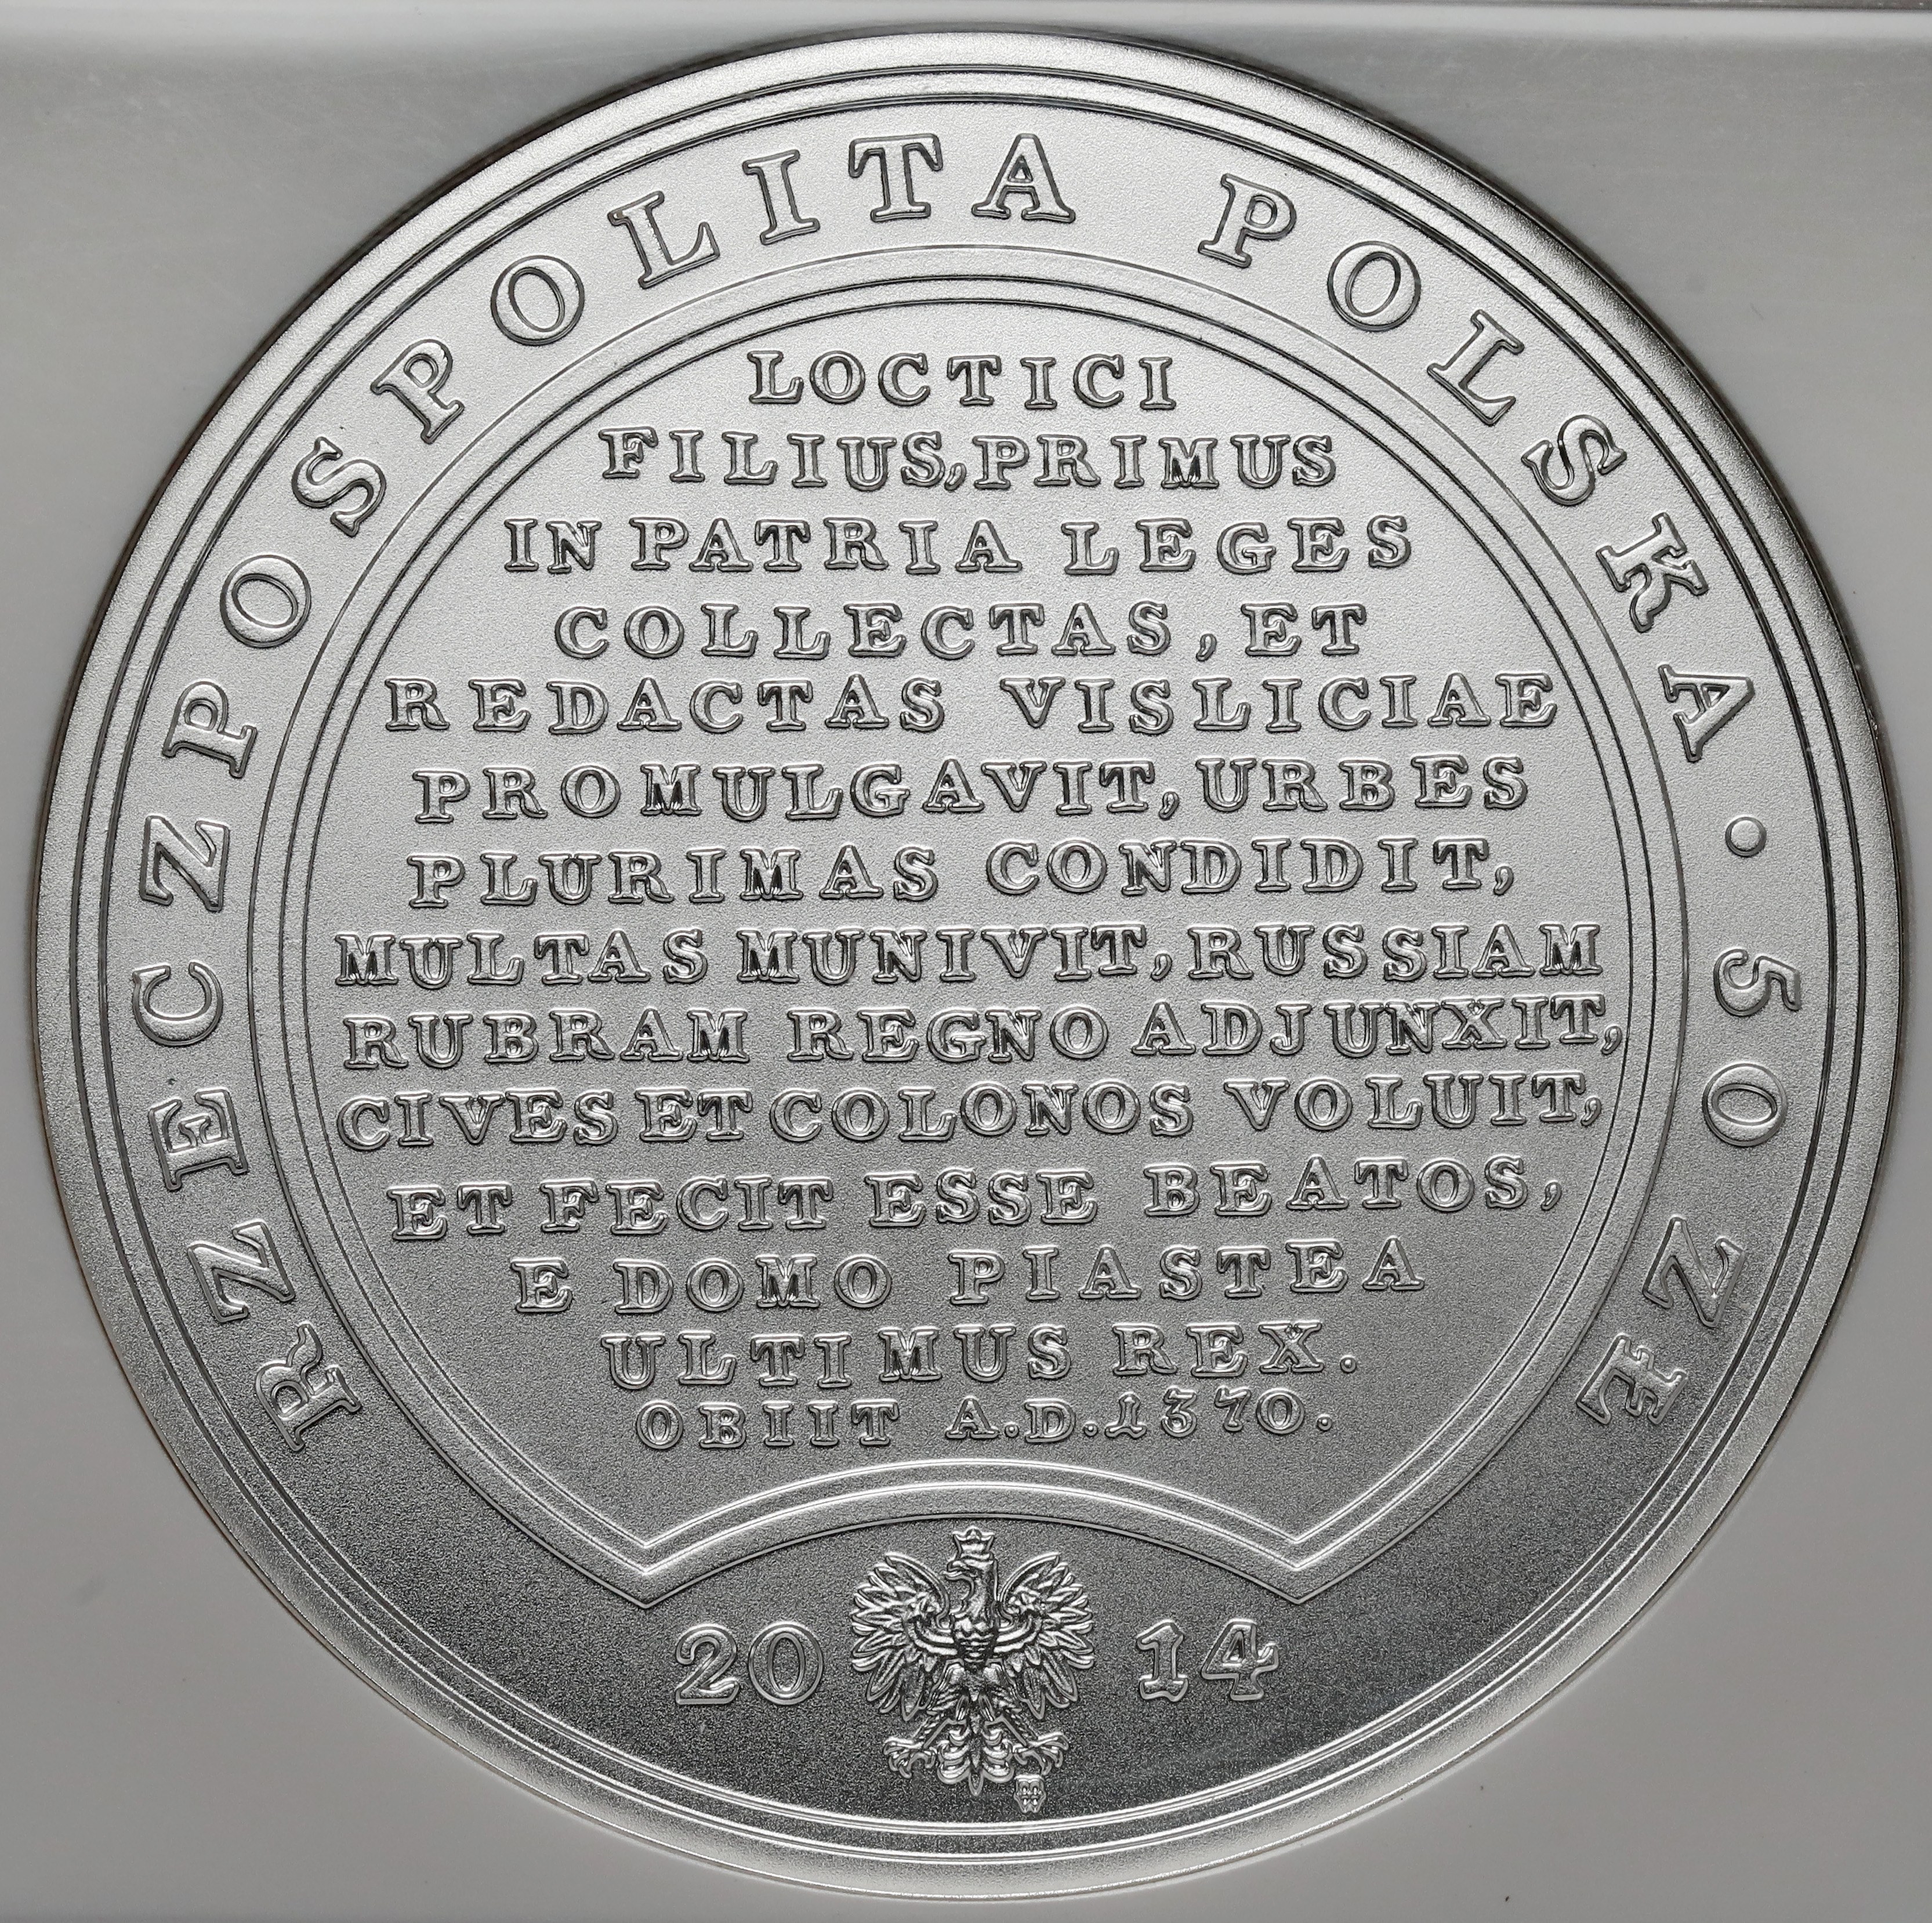 RZECZPOSPOLITA POLSKA · 50 ZŁ
LOCTICI
FILIUS, PRIMUS
IN PATRIA LEGES
COLLECTAS, ET
REDACTAS VISLICIAE
PROMULGAVIT, URBES
PLURIMAS CONDIDIT,
MULTAS MUNIVIT, RUSSIAM
RUBRAM REGNO ADJUNXIT,
CIVES ET COLONOS VOLUIT,
ET FECIT ESSE BEATOS,
E DOMO PIASTEA
ULTIMUS REX.
OBIIT A.D.1370.
2014